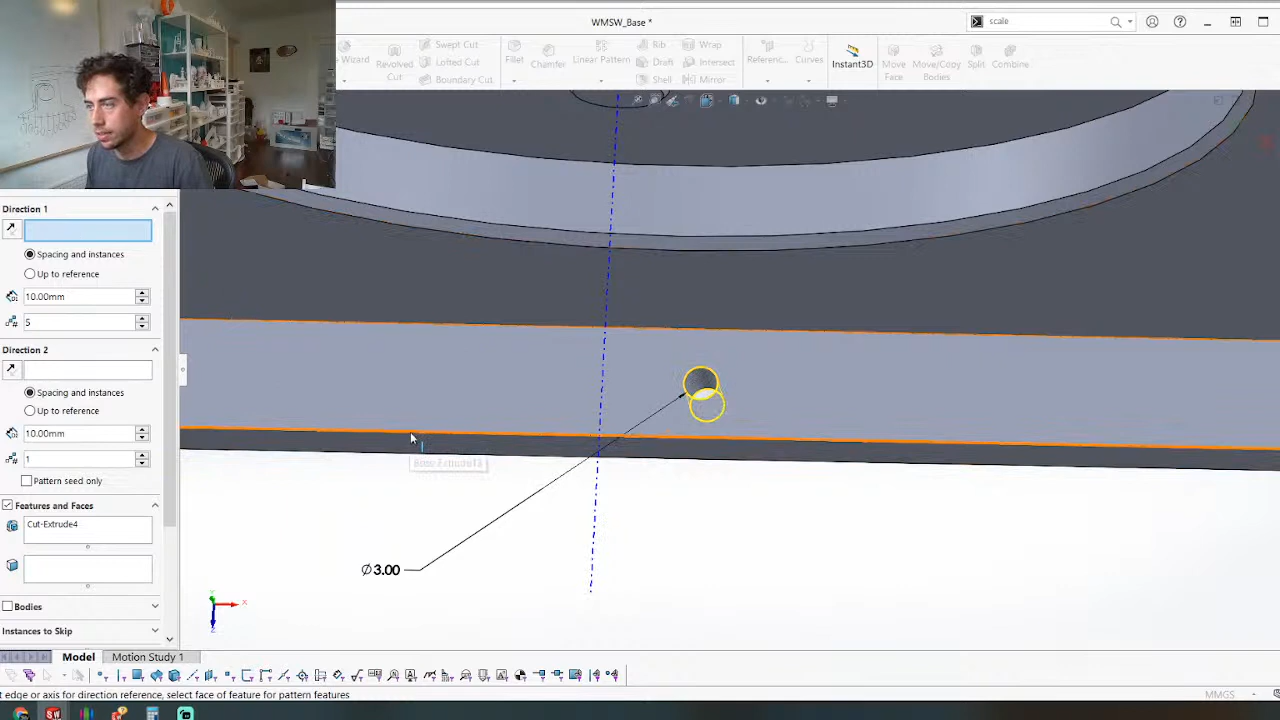 WMSW_Base *
scale
Wizard
Revolved
Cut
Swept Cut
Lofted Cut
Boundary Cut
Fillet
Chamfer
Linear Pattern
Rib
Draft
Shell
Wrap
Intersect
Mirror
Referenc...
Curves
Instant3D
Move
Face
Move/Copy
Bodies
Split
Combine
Direction 1
Spacing and instances
Up to reference
10.00mm
5
Direction 2
Spacing and instances
Up to reference
10.00mm
1
Pattern seed only
Features and Faces
Cut-Extrude4
Bodies
Instances to Skip
Ø3.00
X
Z
Model
Motion Study 1
t edge or axis for direction reference, select face of feature for pattern features
MMGS